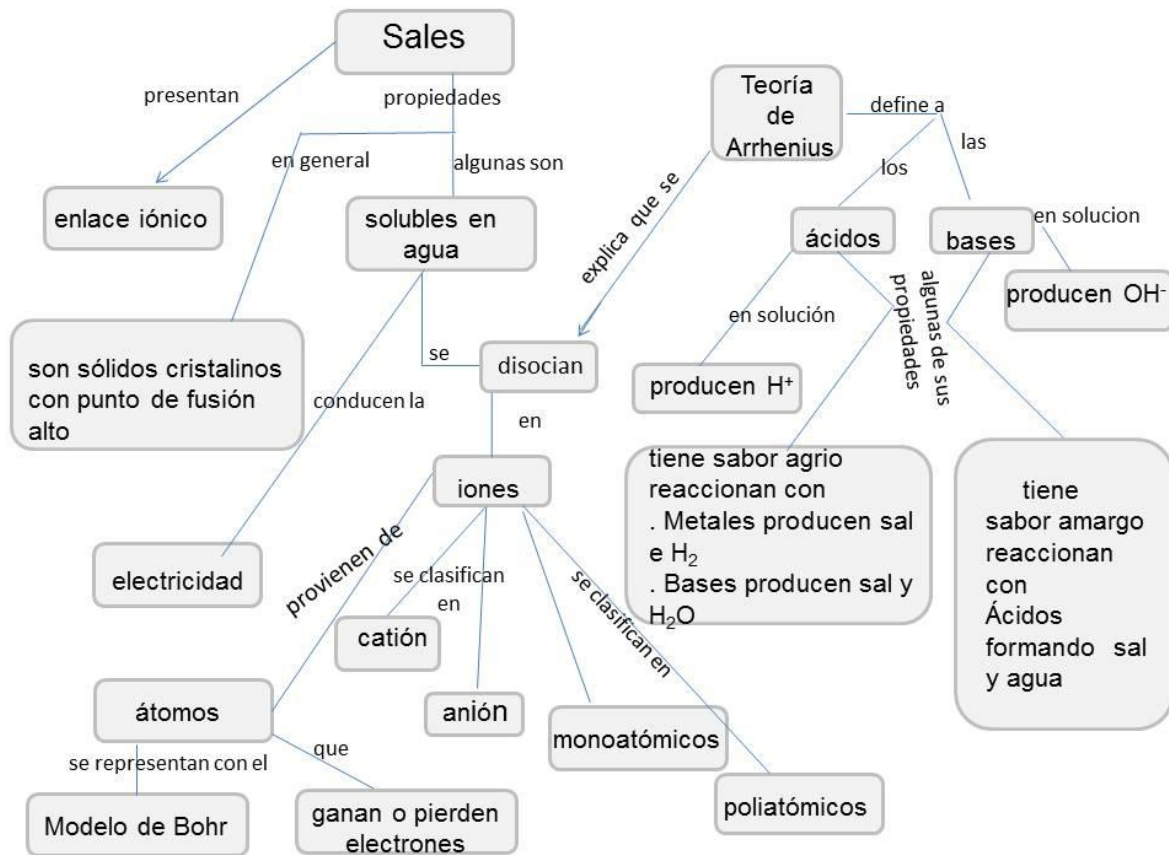 Sales
presentan
propiedades
Teoría
de
Arrhenius
define a
en general
algunas son
las
los
enlace iónico
solubles en
agua
explica que se
ácidos
bases
en solucion
producen OH-
algunas de sus
propiedades
son sólidos cristalinos
con punto de fusión
alto
se
disocian
en solución
producen H+
conducen la
en
iones
tiene sabor agrio
reaccionan con
. Metales producen sal
e H2
. Bases producen sal y
H2O
tiene
sabor amargo
reaccionan
con
Ácidos
formando sal
y agua
electricidad
provienen de
se clasifican
en
se clasifican en
catión
anión
átomos
monoatómicos
se representan con el
que
poliatómicos
Modelo de Bohr
ganan o pierden
electrones